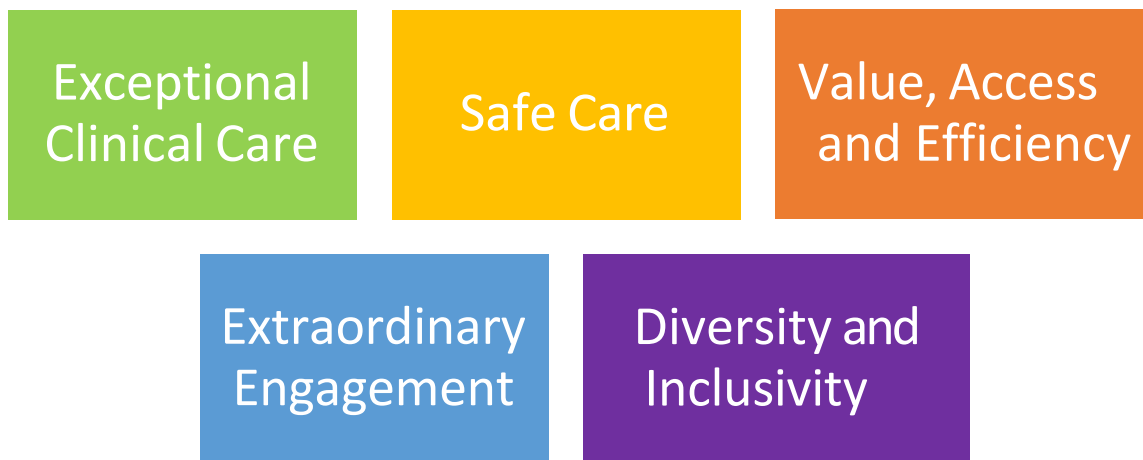 Exceptional
Clinical Care
Safe Care
Value, Access
and Efficiency
Extraordinary
Engagement
Diversity and
Inclusivity